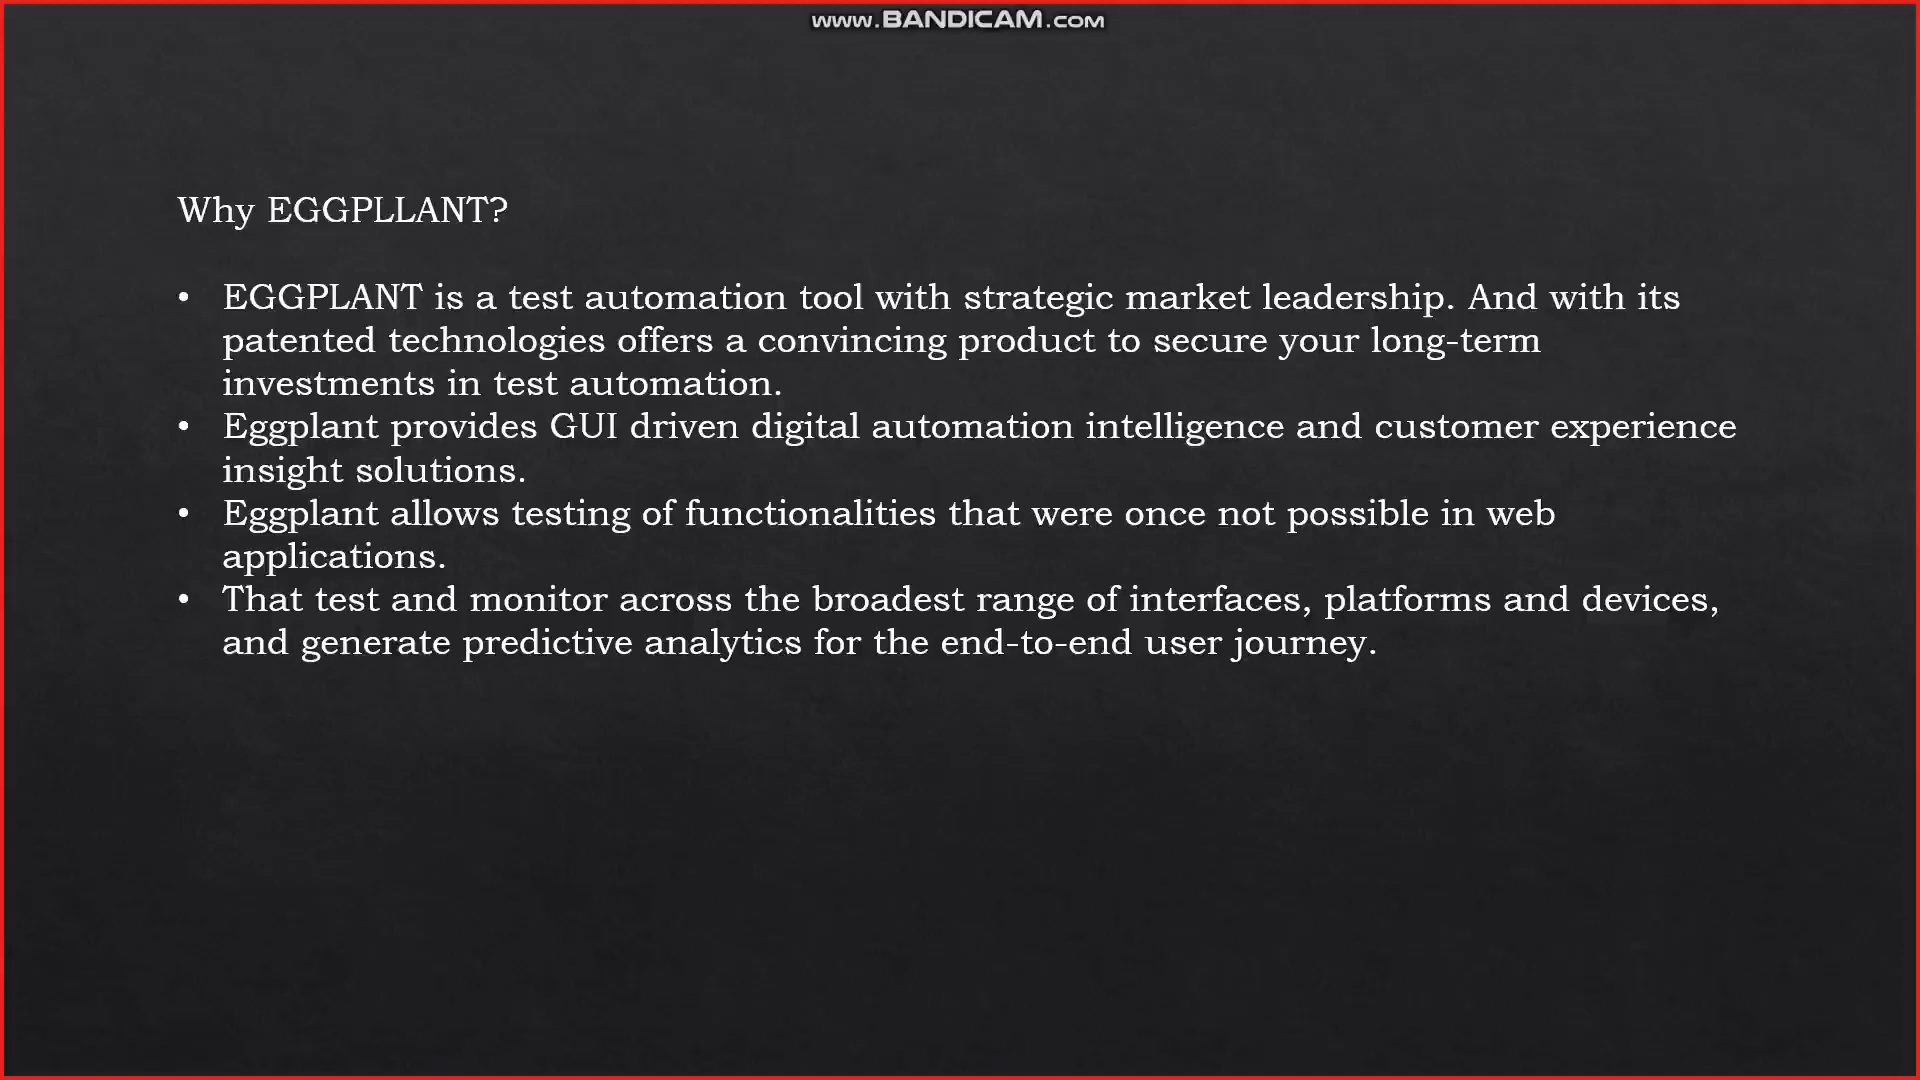 www.BANDICAM.com
Why EGGPLLANT?
• EGGPLANT is a test automation tool with strategic market leadership. And with its
patented technologies offers a convincing product to secure your long-term
investments in test automation.
• Eggplant provides GUI driven digital automation intelligence and customer experience
insight solutions.
• Eggplant allows testing of functionalities that were once not possible in web
applications.
• That test and monitor across the broadest range of interfaces, platforms and devices,
and generate predictive analytics for the end-to-end user journey.